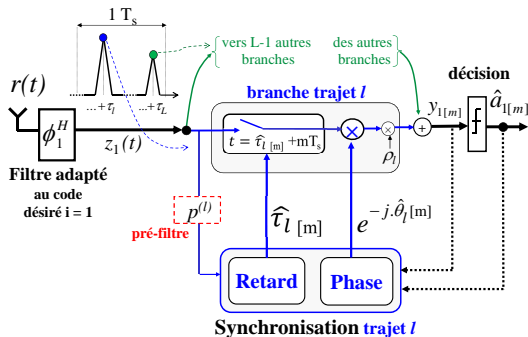 1 T_s
vers L-1 autres branches
des autres branches
...+τ_l ...+τ_L
r(t)
ϕ_1^H
z_1(t)
Filtre adapté
au code
désiré i = 1
branche trajet l
t = τ̂_l [m] +mT_s
×
×
ρ_l
+
y_1[m]
décision
â_1[m]
p^(l)
pré-filtre
τ̂_l [m]
e^-j.θ̂_l[m]
Retard
Phase
Synchronisation trajet l